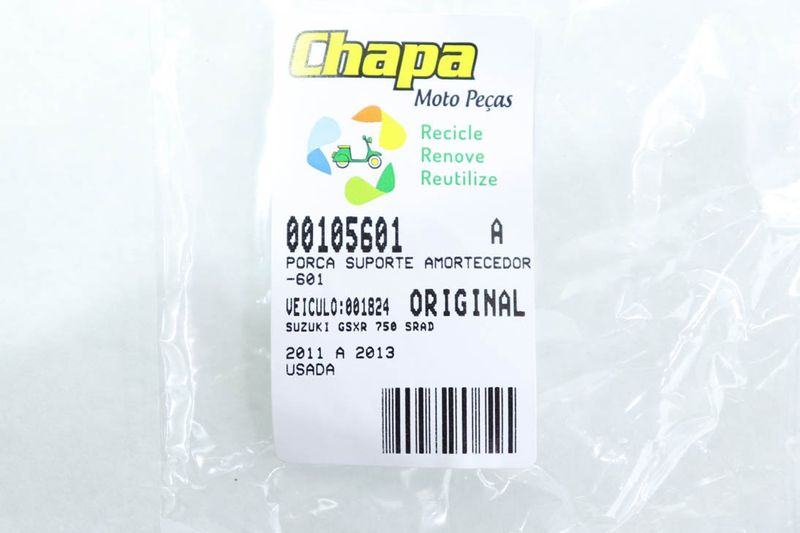 Chapa
Moto Peças
Recicle
Renove
Reutilize
00105601 A
PORCA SUPORTE AMORTECEDOR
-601
VEICULO:001824 ORIGINAL
SUZUKI GSXR 750 SRAD
2011 A 2013
USADA